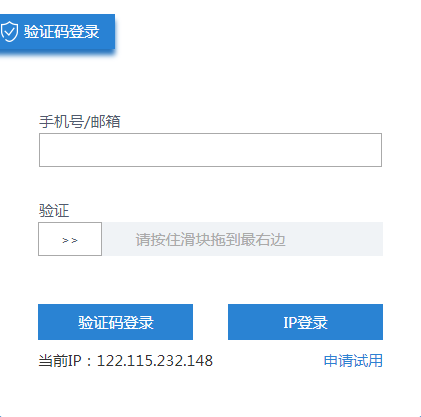 验证码登录
手机号/邮箱
验证
>> 请按住滑块拖到最右边
验证码登录 IP登录
当前IP：122.115.232.148 申请试用